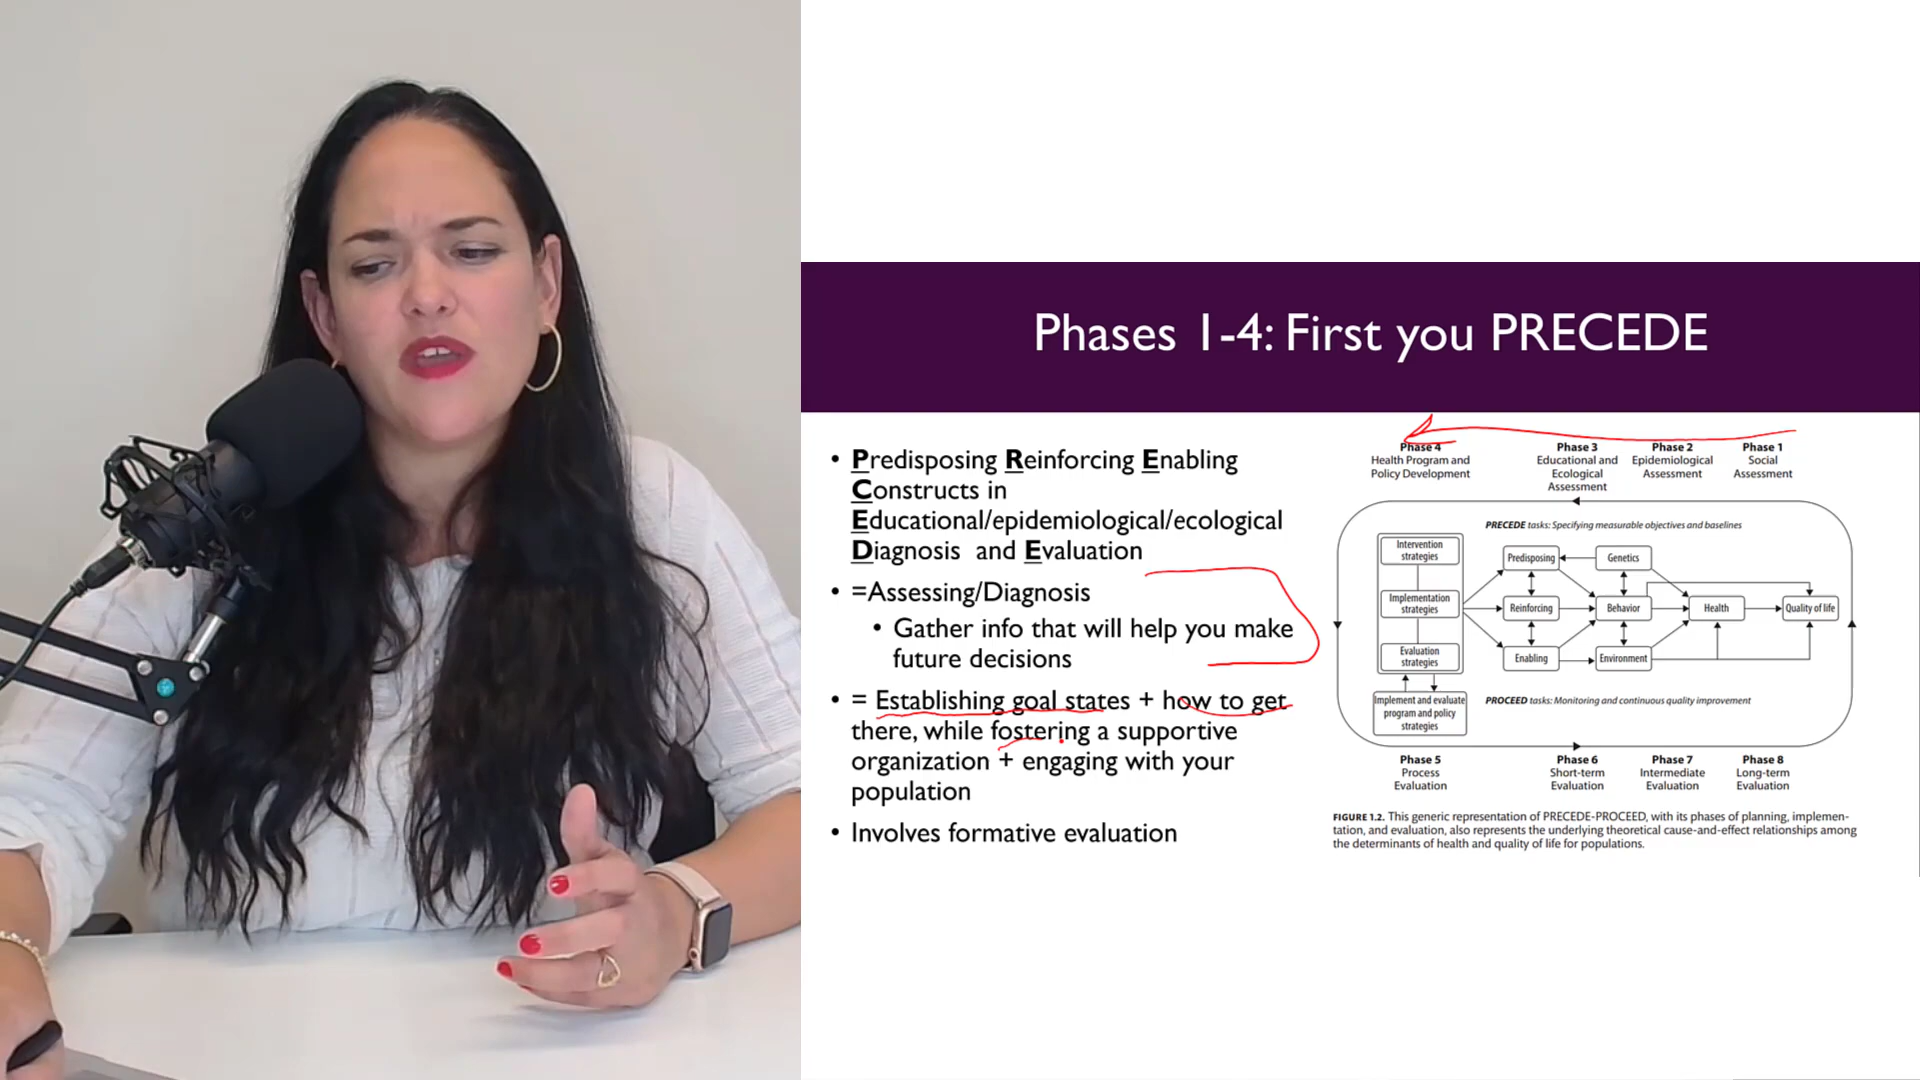 Phases 1-4: First you PRECEDE
• Predisposing Reinforcing Enabling
Constructs in
Educational/epidemiological/ecological
Diagnosis and Evaluation
• =Assessing/Diagnosis
• Gather info that will help you make
future decisions
• = Establishing goal states + how to get
there, while fostering a supportive
organization + engaging with your
population
• Involves formative evaluation
Phase 4
Health Program and
Policy Development
Phase 3
Educational and
Ecological
Assessment
Phase 2
Epidemiological
Assessment
Phase 1
Social
Assessment
PRECEDE tasks: Specifying measurable objectives and baselines
Intervention
strategies
Implementation
strategies
Evaluation
strategies
Implement and evaluate
program and policy
strategies
Predisposing
Reinforcing
Enabling
Genetics
Behavior
Environment
Health
Quality of life
PROCEED tasks: Monitoring and continuous quality improvement
Phase 5
Process
Evaluation
Phase 6
Short-term
Evaluation
Phase 7
Intermediate
Evaluation
Phase 8
Long-term
Evaluation
FIGURE 1.2. This generic representation of PRECEDE-PROCEED, with its phases of planning, implemen-
tation, and evaluation, also represents the underlying theoretical cause-and-effect relationships among
the determinants of health and quality of life for populations.